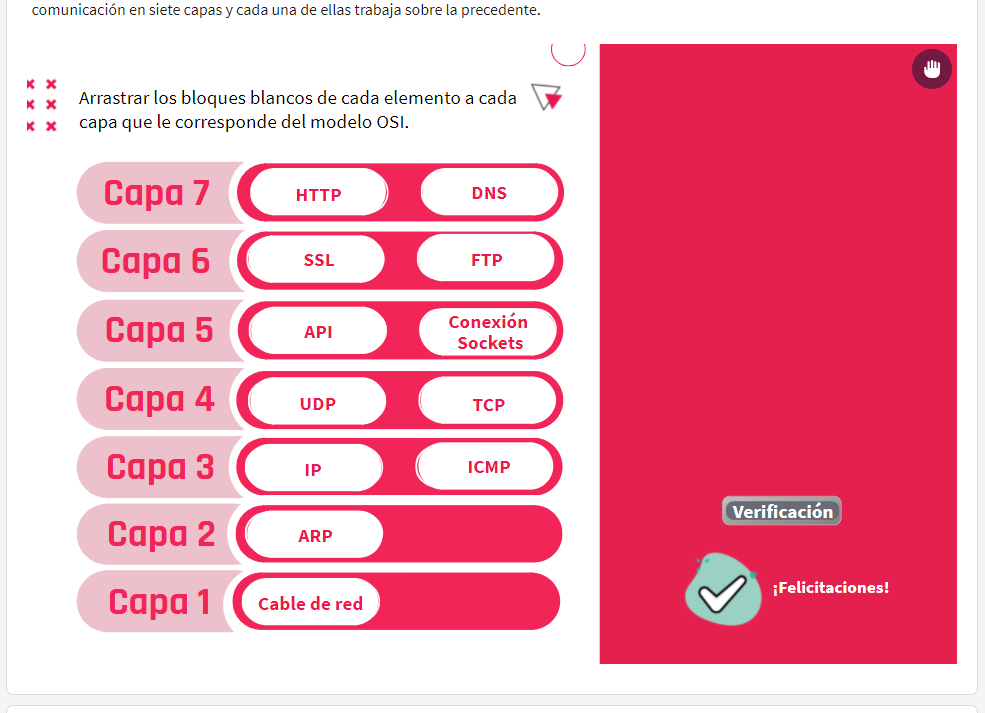 comunicación en siete capas y cada una de ellas trabaja sobre la precedente.
Arrastrar los bloques blancos de cada elemento a cada
capa que le corresponde del modelo OSI.
Capa 7 HTTP DNS
Capa 6 SSL FTP
Capa 5 API Conexión
Sockets
Capa 4 UDP TCP
Capa 3 IP ICMP
Capa 2 ARP
Capa 1 Cable de red
Verificación
¡Felicitaciones!